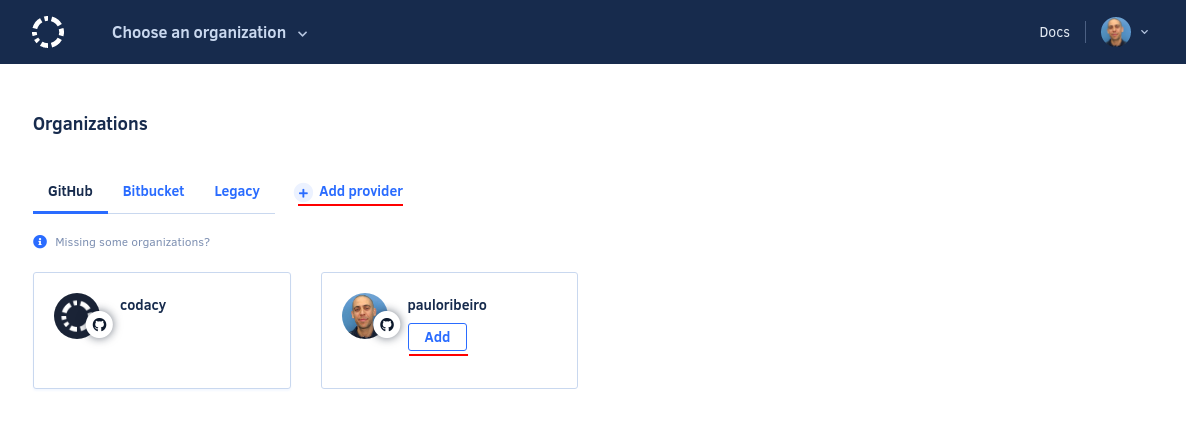 Choose an organization
Docs
Organizations
GitHub Bitbucket Legacy + Add provider
Missing some organizations?
codacy
pauloribeiro
Add